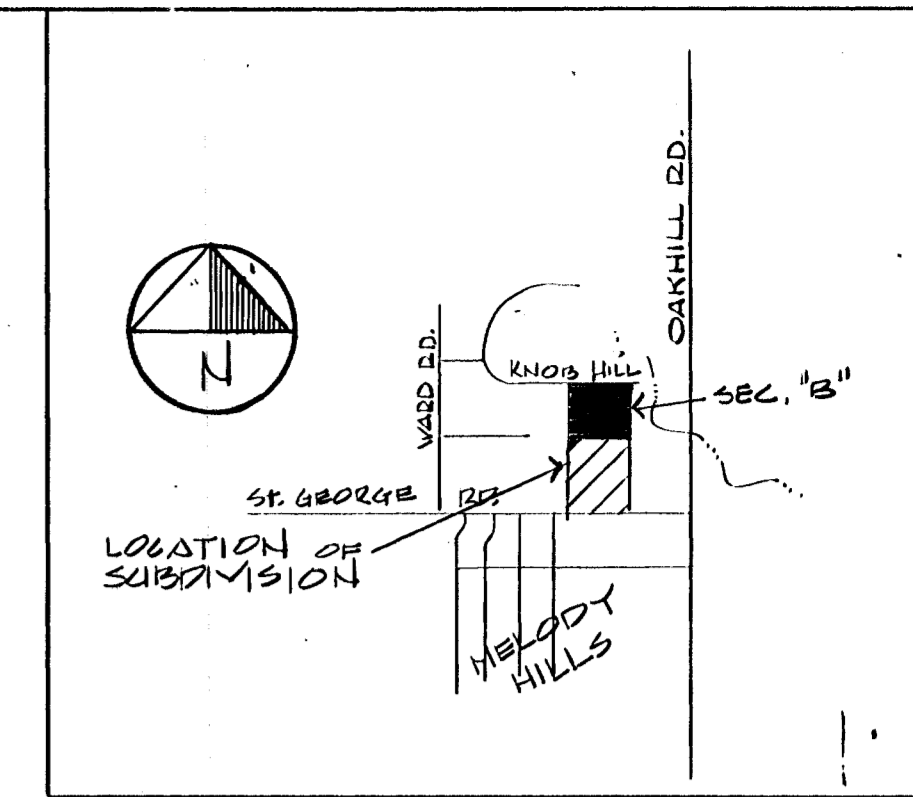 OAKHILL RD.
N
WARD RD.
KNOB HILL
SEC. "B"
St. GEORGE RD.
LOCATION OF
SUBDIVISION
MELODY
HILLS